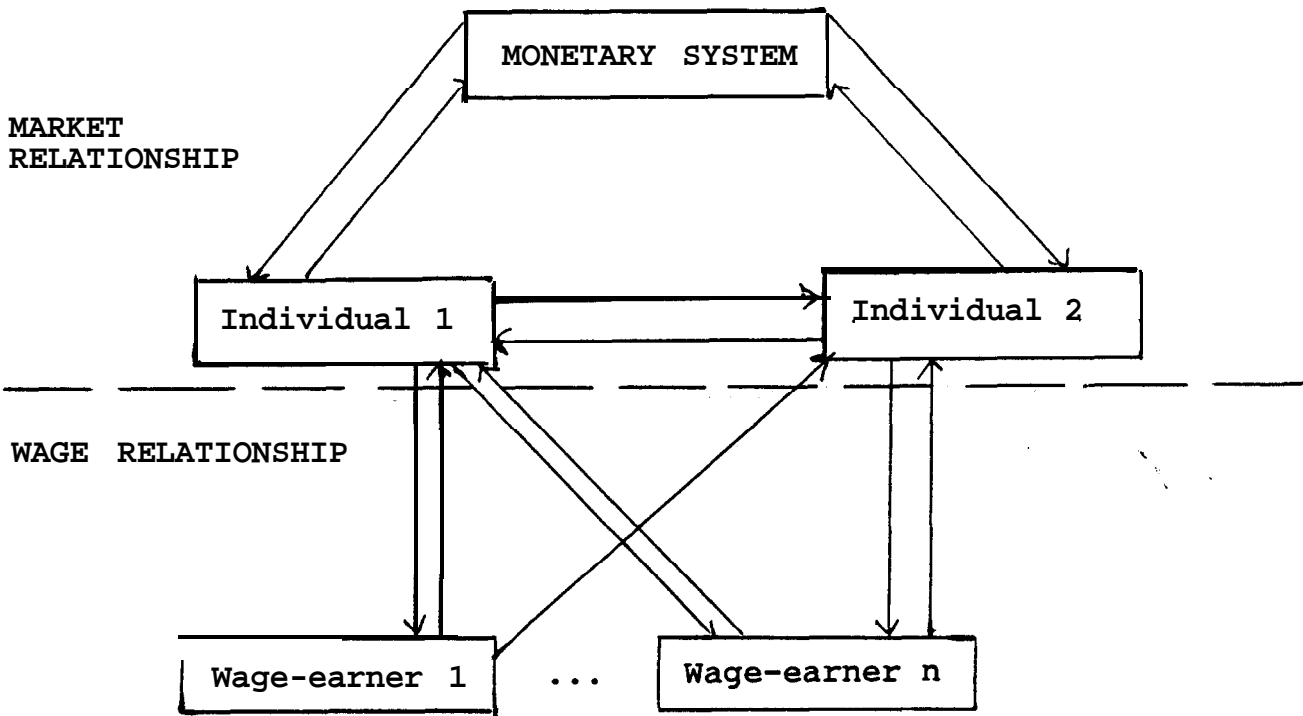 MONETARY SYSTEM
MARKET
RELATIONSHIP
Individual 1
Individual 2
WAGE RELATIONSHIP
Wage-earner 1
...
Wage-earner n